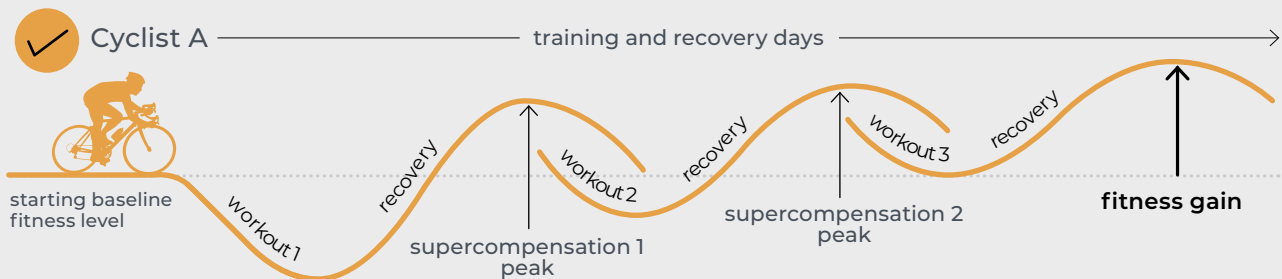 Cyclist A
training and recovery days
starting baseline
fitness level
workout 1
recovery
supercompensation 1
peak
workout 2
recovery
supercompensation 2
peak
workout 3
recovery
fitness gain